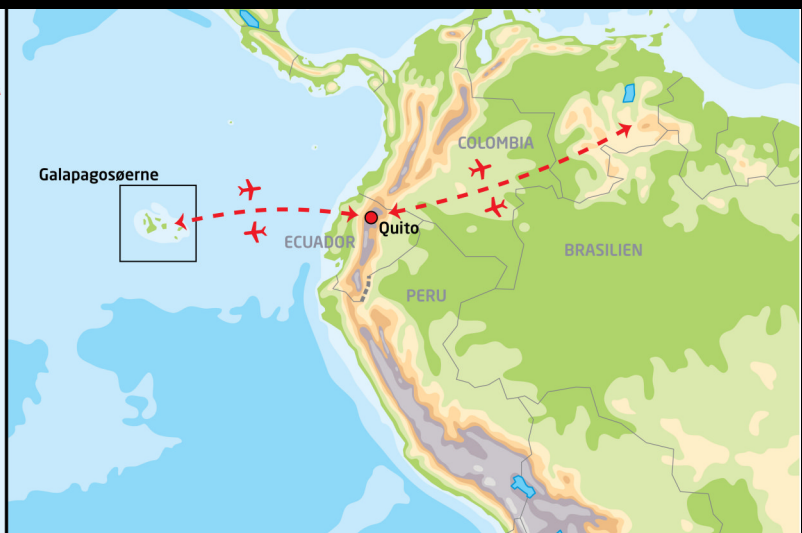 COLOMBIA
Galapagosøerne
Quito
ECUADOR
BRASILIEN
PERU